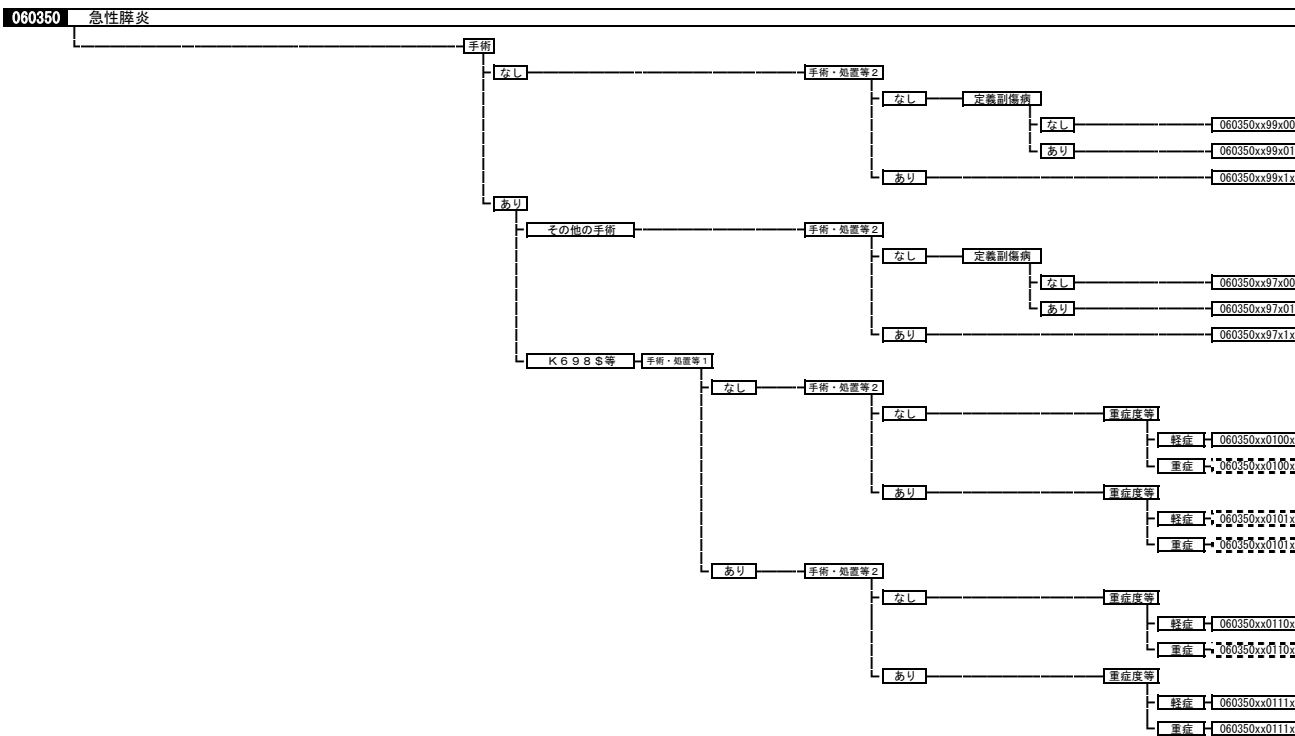 060350 急性膵炎
手術
なし 手術・処置等2
なし 定義副傷病
なし 060350xx99x00
あり 060350xx99x01
あり 060350xx99x1x
あり
その他の手術 手術・処置等2
なし 定義副傷病
なし 060350xx97x00
あり 060350xx97x01
あり 060350xx97x1x
K698$等 手術・処置等1
なし 手術・処置等2
なし 重症度等
軽症 060350xx0100x
重症 060350xx0100x
あり 重症度等
軽症 060350xx0101x
重症 060350xx0101x
あり 手術・処置等2
なし 重症度等
軽症 060350xx0110x
重症 060350xx0110x
あり 重症度等
軽症 060350xx0111x
重症 060350xx0111x